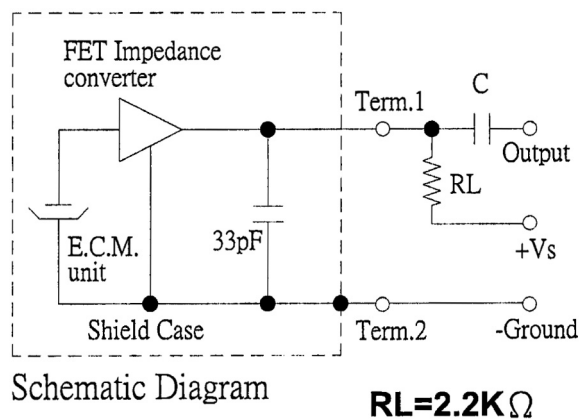 FET Impedance
converter
Term.1
C
Output
RL
+Vs
33pF
E.C.M.
unit
Shield Case
Term.2
-Ground
Schematic Diagram
RL=2.2KΩ